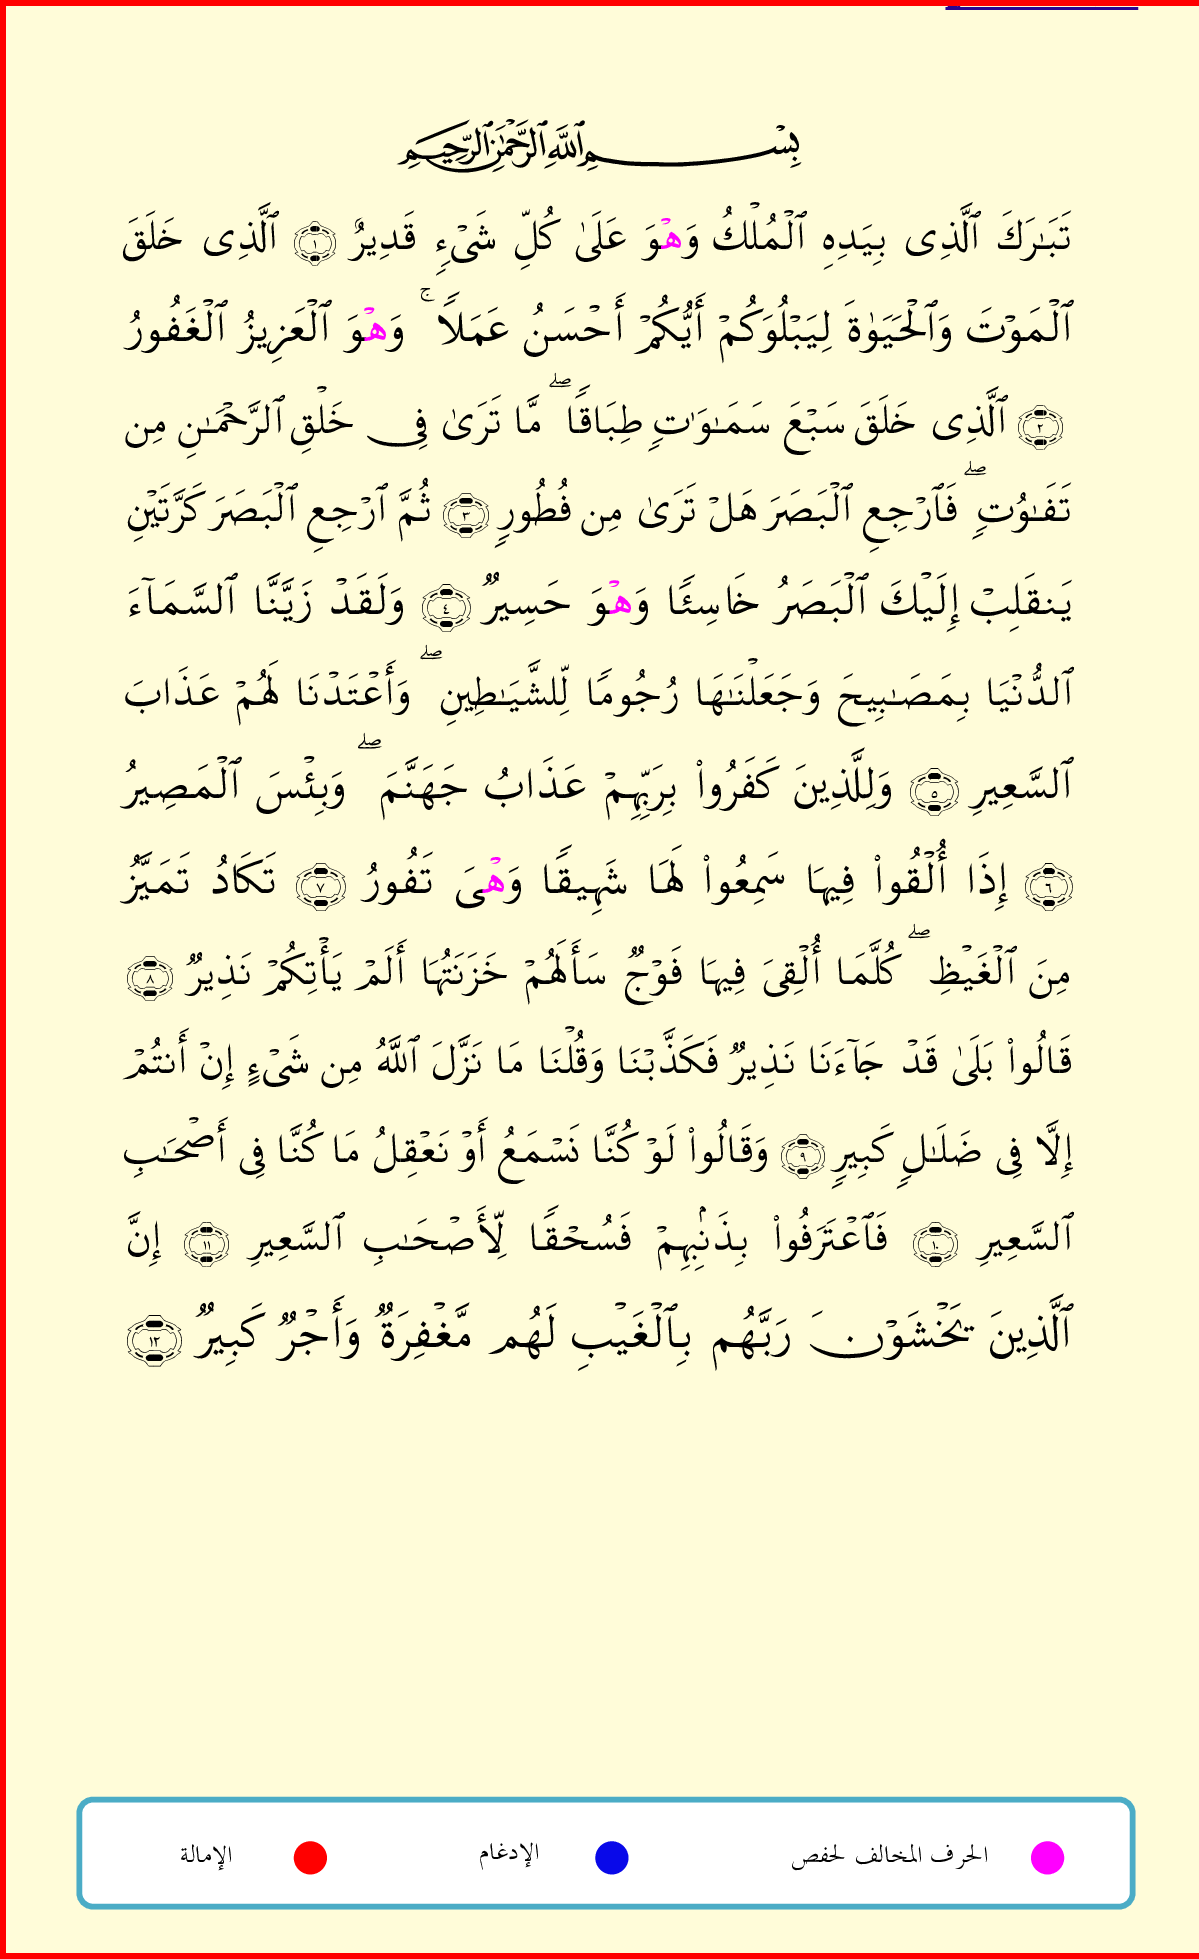 بِسْمِ ٱللَّهِ ٱلرَّحْمَٰنِ ٱلرَّحِيمِ
تَبَـٰرَكَ ٱلَّذِى بِيَدِهِ ٱلْمُلْكُ وَهْوَ عَلَىٰ كُلِّ شَىْءٍ قَدِيرٌ ١ ٱلَّذِى خَلَقَ
ٱلْمَوْتَ وَٱلْحَيَوٰةَ لِيَبْلُوَكُمْ أَيُّكُمْ أَحْسَنُ عَمَلًا ۚ وَهْوَ ٱلْعَزِيزُ ٱلْغَفُورُ
٢ ٱلَّذِى خَلَقَ سَبْعَ سَمَـٰوَٰتٍ طِبَاقًا ۖ مَّا تَرَىٰ فِى خَلْقِ ٱلرَّحْمَـٰنِ مِن
تَفَـٰوُتٍ ۖ فَٱرْجِعِ ٱلْبَصَرَ هَلْ تَرَىٰ مِن فُطُورٍ ٣ ثُمَّ ٱرْجِعِ ٱلْبَصَرَ كَرَّتَيْنِ
يَنقَلِبْ إِلَيْكَ ٱلْبَصَرُ خَاسِئًا وَهْوَ حَسِيرٌ ٤ وَلَقَدْ زَيَّنَّا ٱلسَّمَآءَ
ٱلدُّنْيَا بِمَصَـٰبِيحَ وَجَعَلْنَـٰهَا رُجُومًا لِّلشَّيَـٰطِينِ ۖ وَأَعْتَدْنَا لَهُمْ عَذَابَ
ٱلسَّعِيرِ ٥ وَلِلَّذِينَ كَفَرُوا۟ بِرَبِّهِمْ عَذَابُ جَهَنَّمَ ۖ وَبِئْسَ ٱلْمَصِيرُ
٦ إِذَا أُلْقُوا۟ فِيهَا سَمِعُوا۟ لَهَا شَهِيقًا وَهْىَ تَفُورُ ٧ تَكَادُ تَمَيَّزُ
مِنَ ٱلْغَيْظِ ۖ كُلَّمَا أُلْقِىَ فِيهَا فَوْجٌ سَأَلَهُمْ خَزَنَتُهَا أَلَمْ يَأْتِكُمْ نَذِيرٌ ٨
قَالُوا۟ بَلَىٰ قَدْ جَآءَنَا نَذِيرٌ فَكَذَّبْنَا وَقُلْنَا مَا نَزَّلَ ٱللَّهُ مِن شَىْءٍ إِنْ أَنتُمْ
إِلَّا فِى ضَلَـٰلٍ كَبِيرٍ ٩ وَقَالُوا۟ لَوْ كُنَّا نَسْمَعُ أَوْ نَعْقِلُ مَا كُنَّا فِى أَصْحَـٰبِ
ٱلسَّعِيرِ ١٠ فَٱعْتَرَفُوا۟ بِذَنۢبِهِمْ فَسُحْقًا لِّأَصْحَـٰبِ ٱلسَّعِيرِ ١١ إِنَّ
ٱلَّذِينَ يَخْشَوْنَ رَبَّهُم بِٱلْغَيْبِ لَهُم مَّغْفِرَةٌ وَأَجْرٌ كَبِيرٌ ١٢
الحرف المخالف لحفص الإدغام الإمالة